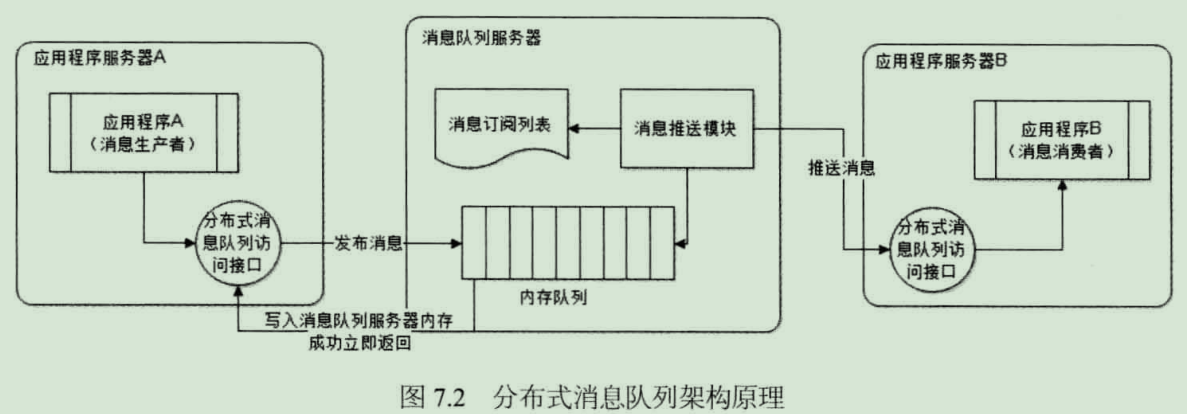 应用程序服务器A
应用程序A
（消息生产者）
分布式消
息队列访
问接口
发布消息
写入消息队列服务器内存
成功立即返回
消息队列服务器
消息订阅列表
消息推送模块
内存队列
推送消息
应用程序服务器B
应用程序B
（消息消费者）
分布式消
息队列访
问接口
图 7.2 分布式消息队列架构原理